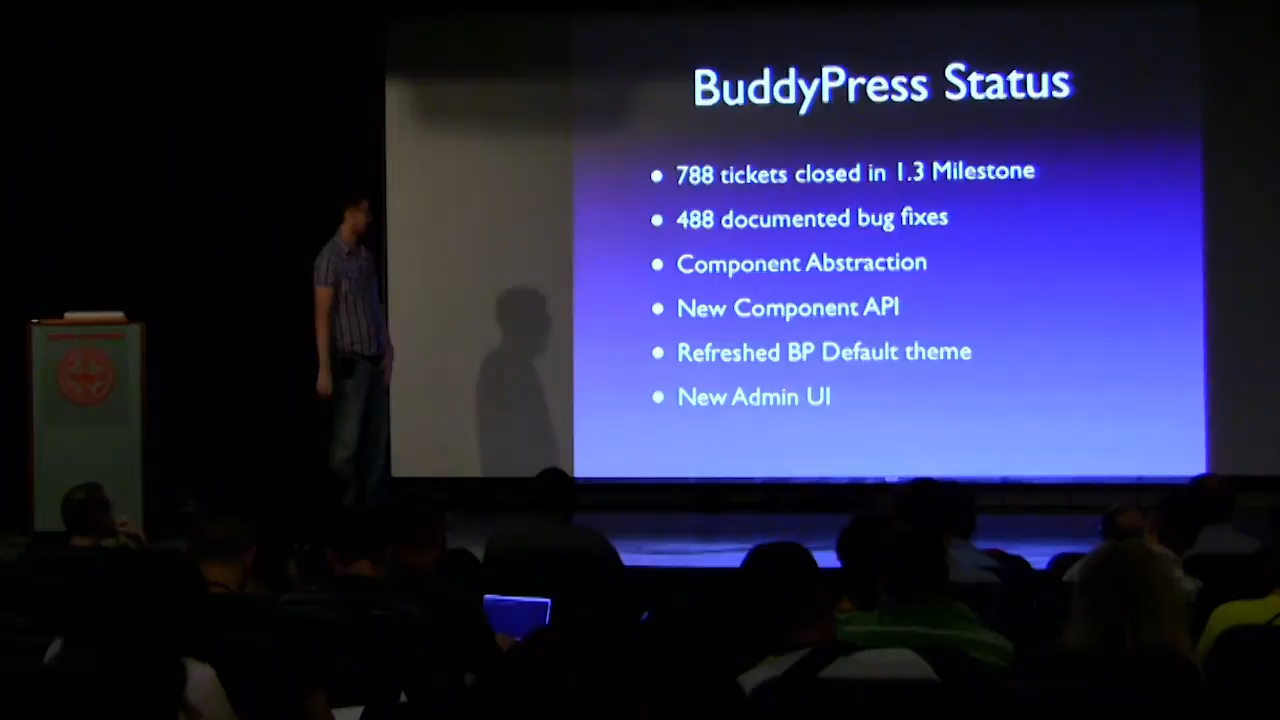 BuddyPress Status
• 788 tickets closed in 1.3 Milestone
• 488 documented bug fixes
• Component Abstraction
• New Component API
• Refreshed BP Default theme
• New Admin UI